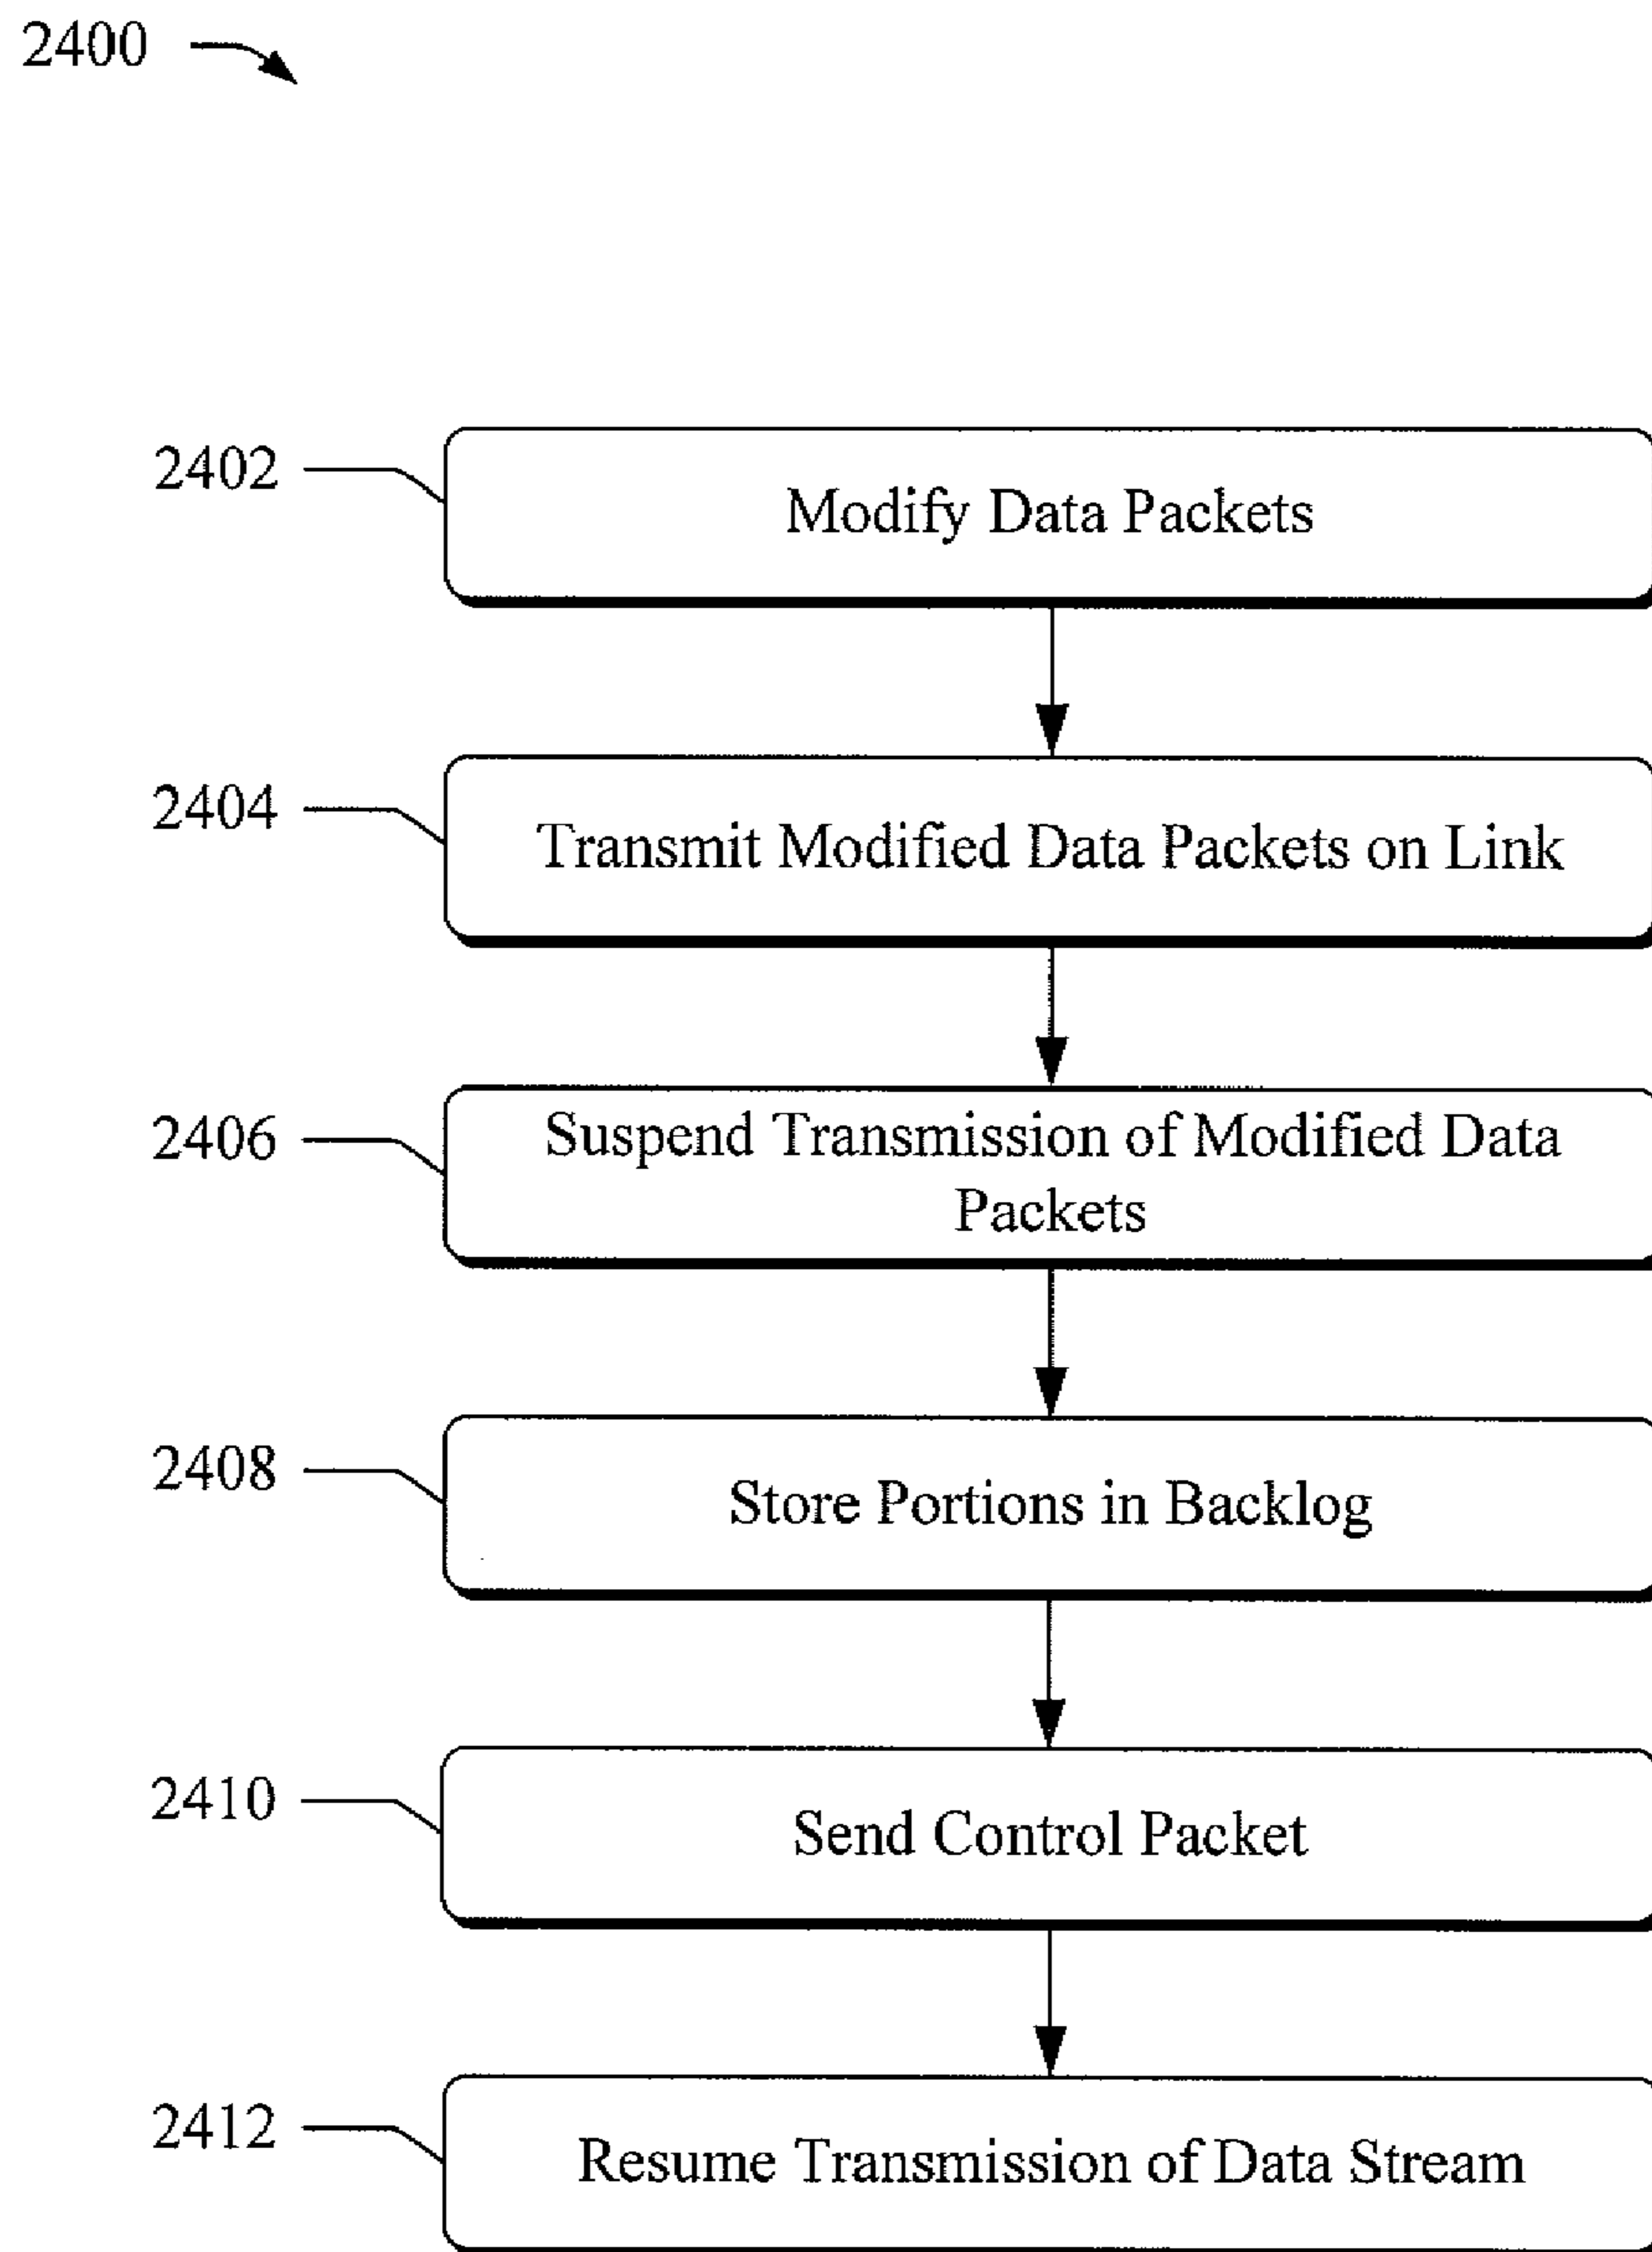 2400
2402
Modify Data Packets
2404
Transmit Modified Data Packets on Link
2406
Suspend Transmission of Modified Data
Packets
2408
Store Portions in Backlog
2410
Send Control Packet
2412
Resume Transmission of Data Stream